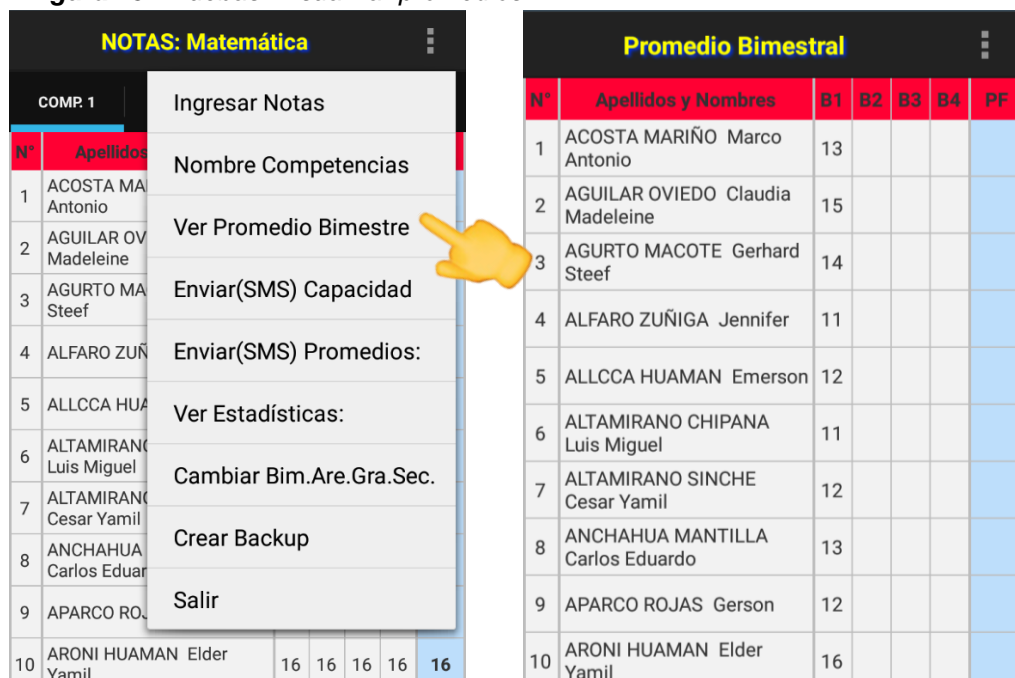 NOTAS: Matemática
COMP. 1
Ingresar Notas
Nombre Competencias
Ver Promedio Bimestre
Enviar(SMS) Capacidad
Enviar(SMS) Promedios:
Ver Estadísticas:
Cambiar Bim.Are.Gra.Sec.
Crear Backup
Salir
N° Apellidos
1 ACOSTA MA
Antonio
2 AGUILAR OV
Madeleine
3 AGURTO MA
Steef
4 ALFARO ZUÑ
5 ALLCCA HUA
6 ALTAMIRANO
Luis Miguel
7 ALTAMIRANO
Cesar Yamil
8 ANCHAHUA
Carlos Eduar
9 APARCO ROJ
10 ARONI HUAMAN Elder 16 16 16 16 16
Yamil
Promedio Bimestral
N° Apellidos y Nombres B1 B2 B3 B4 PF
1 ACOSTA MARIÑO Marco 13
Antonio
2 AGUILAR OVIEDO Claudia 15
Madeleine
3 AGURTO MACOTE Gerhard 14
Steef
4 ALFARO ZUÑIGA Jennifer 11
5 ALLCCA HUAMAN Emerson 12
6 ALTAMIRANO CHIPANA 11
Luis Miguel
7 ALTAMIRANO SINCHE 12
Cesar Yamil
8 ANCHAHUA MANTILLA 13
Carlos Eduardo
9 APARCO ROJAS Gerson 12
10 ARONI HUAMAN Elder 16
Yamil